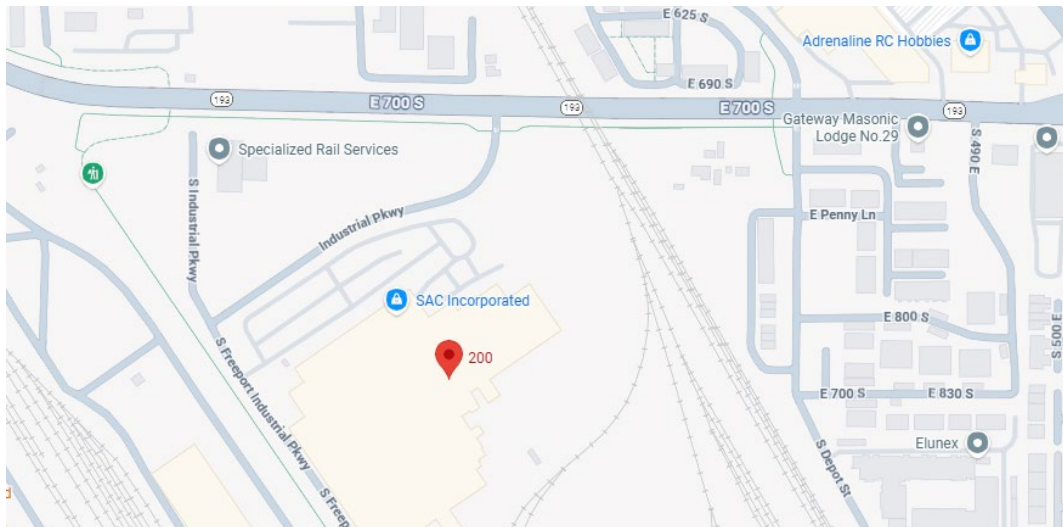 E 625 S
Adrenaline RC Hobbies
E 690 S
193
E 700 S
193
E 700 S
193
Gateway Masonic
Lodge No.29
Specialized Rail Services
S 490 E
S Industrial Pkwy
Industrial Pkwy
E Penny Ln
SAC Incorporated
E 800 S
S 500 E
200
S Freeport Industrial Pkwy
E 700 S
E 830 S
Elunex
S Depot St
d
S Freep